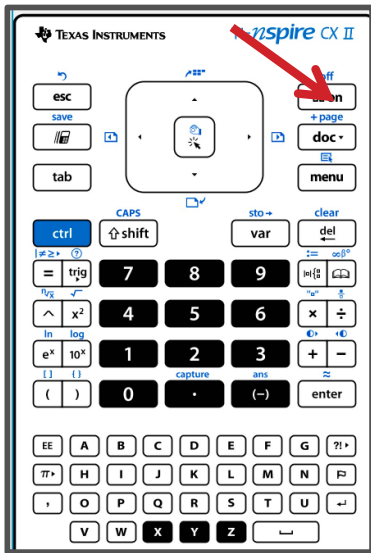 TEXAS INSTRUMENTS nspire CX II
off
esc on
save + page
doc
tab menu
CAPS sto→ clear
ctrl ⇧shift var del
|≠≥▸ ? := ∞β°
= trig 7 8 9
ⁿ√x √ "▫"
^ x² 4 5 6 × ÷
ln log
eˣ 10ˣ 1 2 3 + −
[ ] { } capture ans ≈
( ) 0 . (−) enter
EE A B C D E F G ?!▸
π▸ H I J K L M N
, O P Q R S T U ↵
V W X Y Z